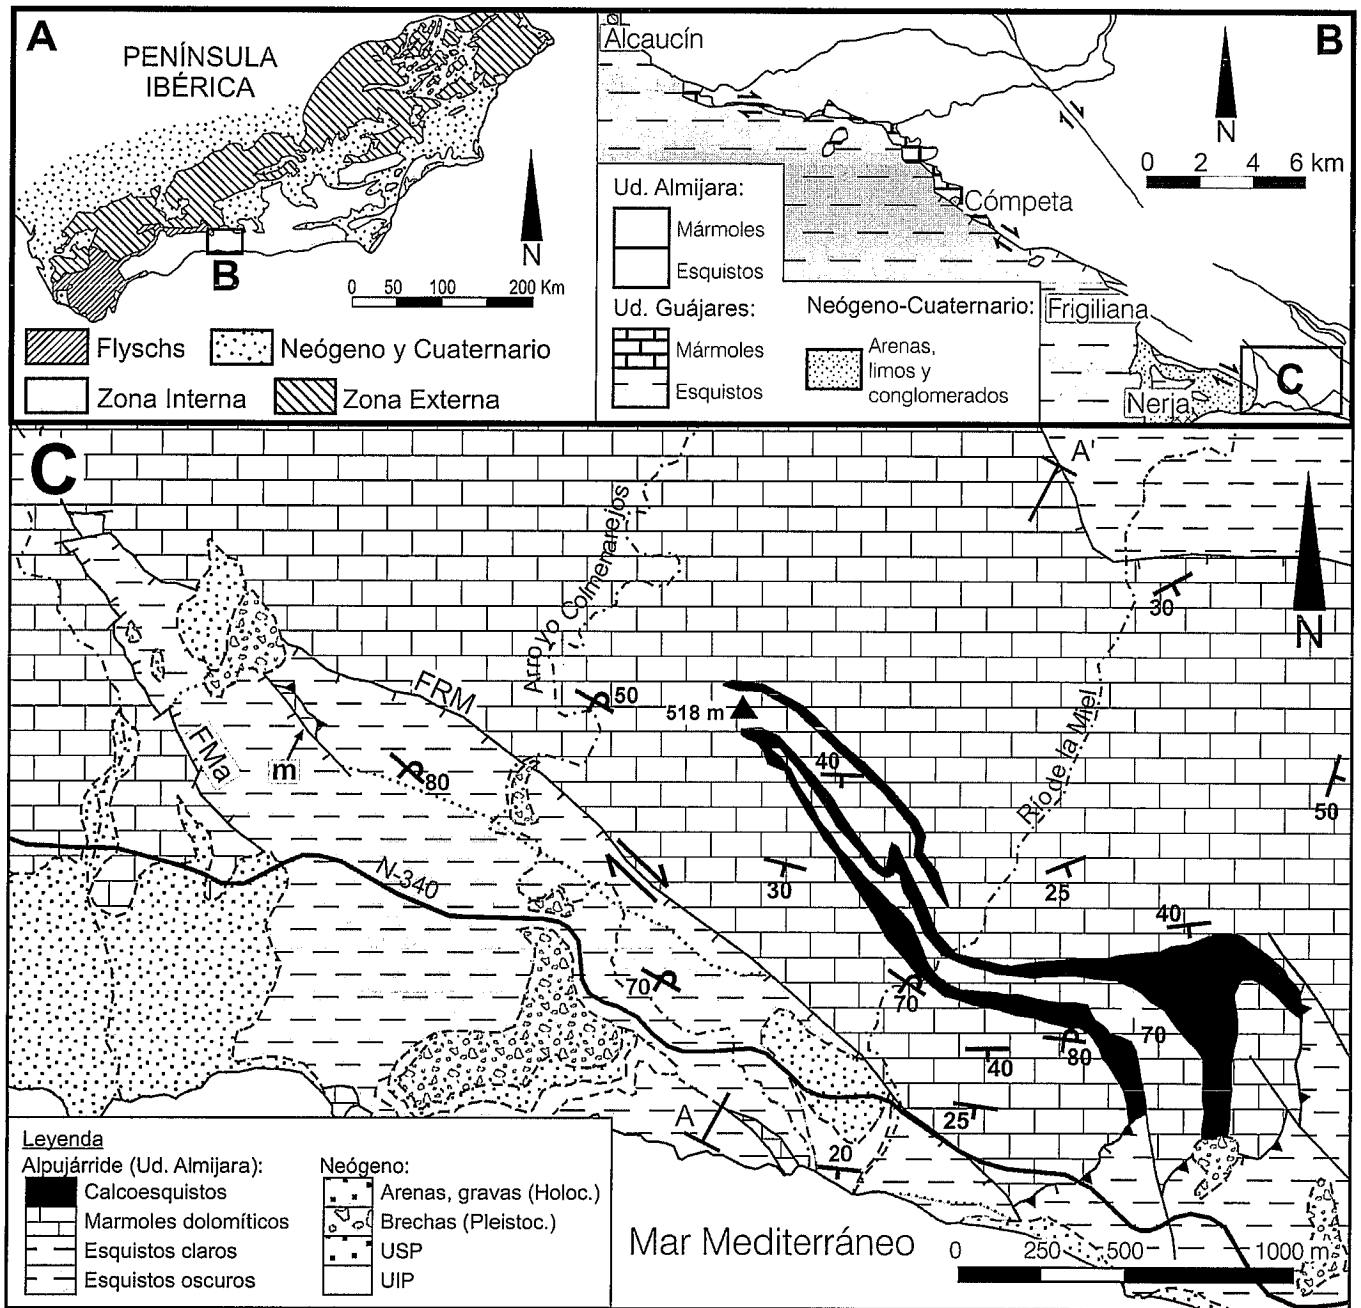 A
PENÍNSULA
IBÉRICA
N
B
0 50 100 200 Km
Flyschs
Neógeno y Cuaternario
Zona Interna
Zona Externa
B
Alcaucín
N
0 2 4 6 km
Cómpeta
Frigiliana
Nerja
C
Ud. Almijara:
Mármoles
Esquistos
Ud. Guájares:
Mármoles
Esquistos
Neógeno-Cuaternario:
Arenas,
limos y
conglomerados
C
A'
N
30
Arroyo Colmenarejos
FRM
50
518 m
FMa
m
80
40
Río de la Miel
50
N-340
30
25
40
70
70
70
80
40
25
A
20
Leyenda
Alpujárride (Ud. Almijara):
Calcoesquistos
Marmoles dolomíticos
Esquistos claros
Esquistos oscuros
Neógeno:
Arenas, gravas (Holoc.)
Brechas (Pleistoc.)
USP
UIP
Mar Mediterráneo
0 250 500 1000 m